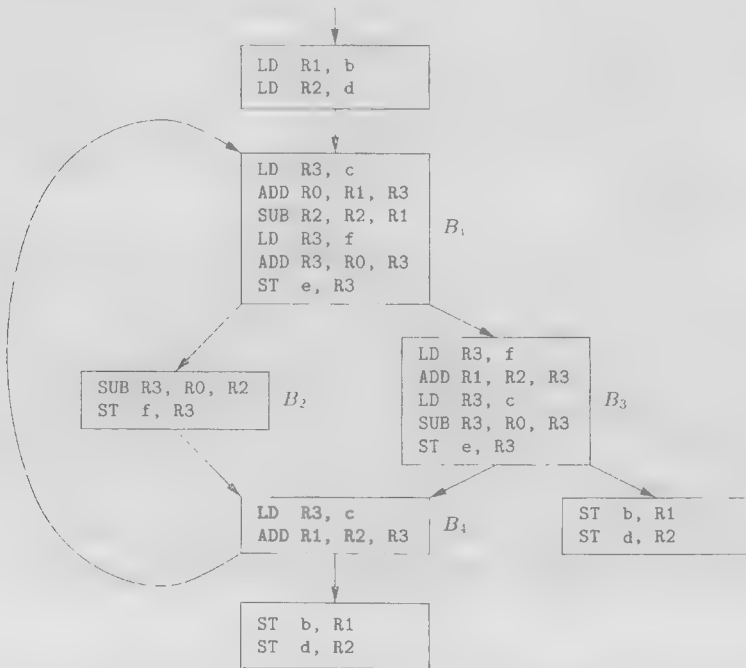 LD R1, b
LD R2, d
LD R3, c
ADD R0, R1, R3
SUB R2, R2, R1
LD R3, f
ADD R3, R0, R3
ST e, R3
B₁
SUB R3, R0, R2
ST f, R3
B₂
LD R3, f
ADD R1, R2, R3
LD R3, c
SUB R3, R0, R3
ST e, R3
B₃
LD R3, c
ADD R1, R2, R3
B₄
ST b, R1
ST d, R2
ST b, R1
ST d, R2